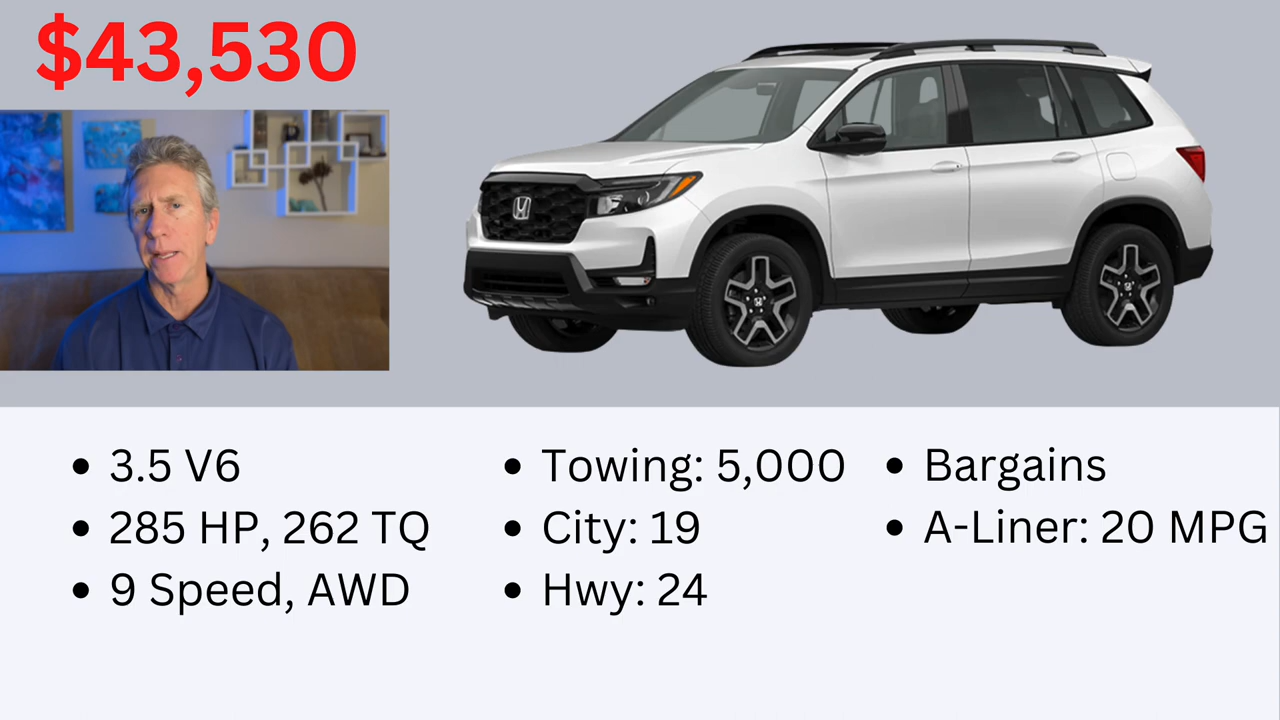 $43,530
3.5 V6
285 HP, 262 TQ
9 Speed, AWD
Towing: 5,000
City: 19
Hwy: 24
Bargains
A-Liner: 20 MPG